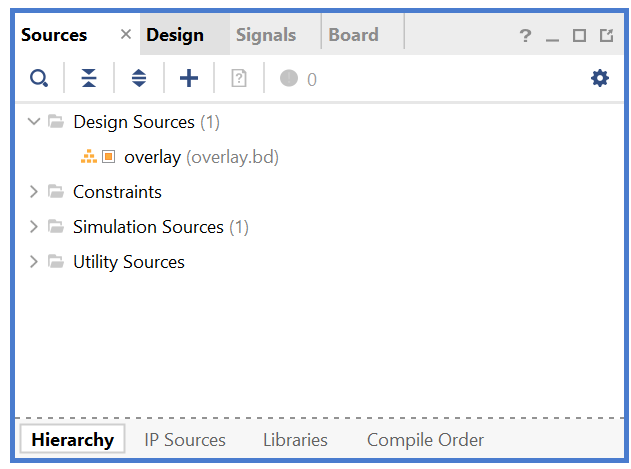 Sources × Design Signals Board ?
? 0
Design Sources (1)
overlay (overlay.bd)
Constraints
Simulation Sources (1)
Utility Sources
Hierarchy IP Sources Libraries Compile Order